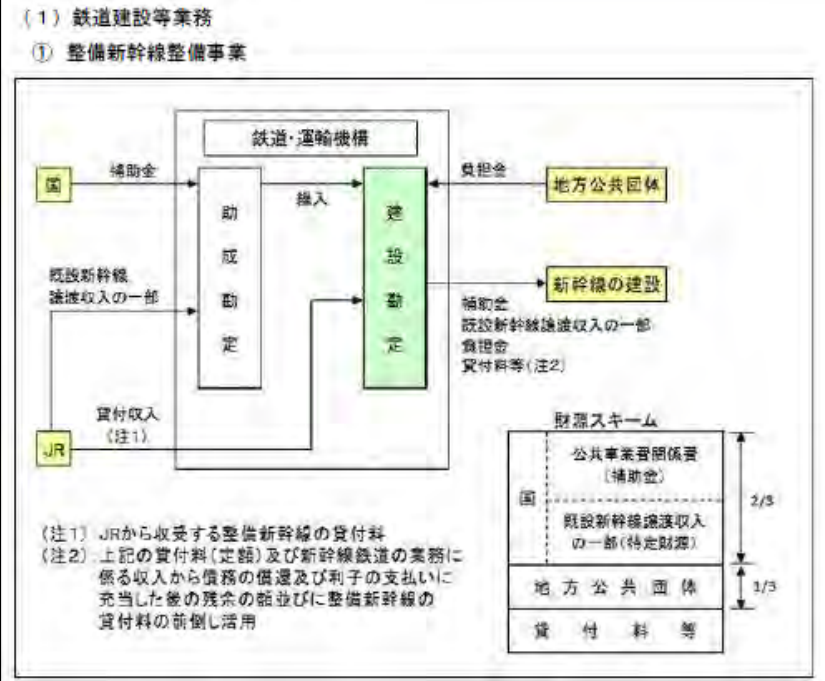 (1) 鉄道建設等業務
① 整備新幹線整備事業
鉄道・運輸機構
国
補助金
助成勘定
繰入
建設勘定
負担金
地方公共団体
既設新幹線
譲渡収入の一部
新幹線の建設
補助金
既設新幹線譲渡収入の一部
負担金
貸付料等(注2)
JR
貸付収入
(注1)
財源スキーム
国
公共事業費関係費
(補助金)
既設新幹線譲渡収入
の一部(特定財源)
2/3
地方公共団体
1/3
貸付料等
(注1) JRから収受する整備新幹線の貸付料
(注2) 上記の貸付料(定額)及び新幹線鉄道の業務に
係る収入から債務の償還及び利子の支払いに
充当した後の残余の額並びに整備新幹線の
貸付料の前倒し活用